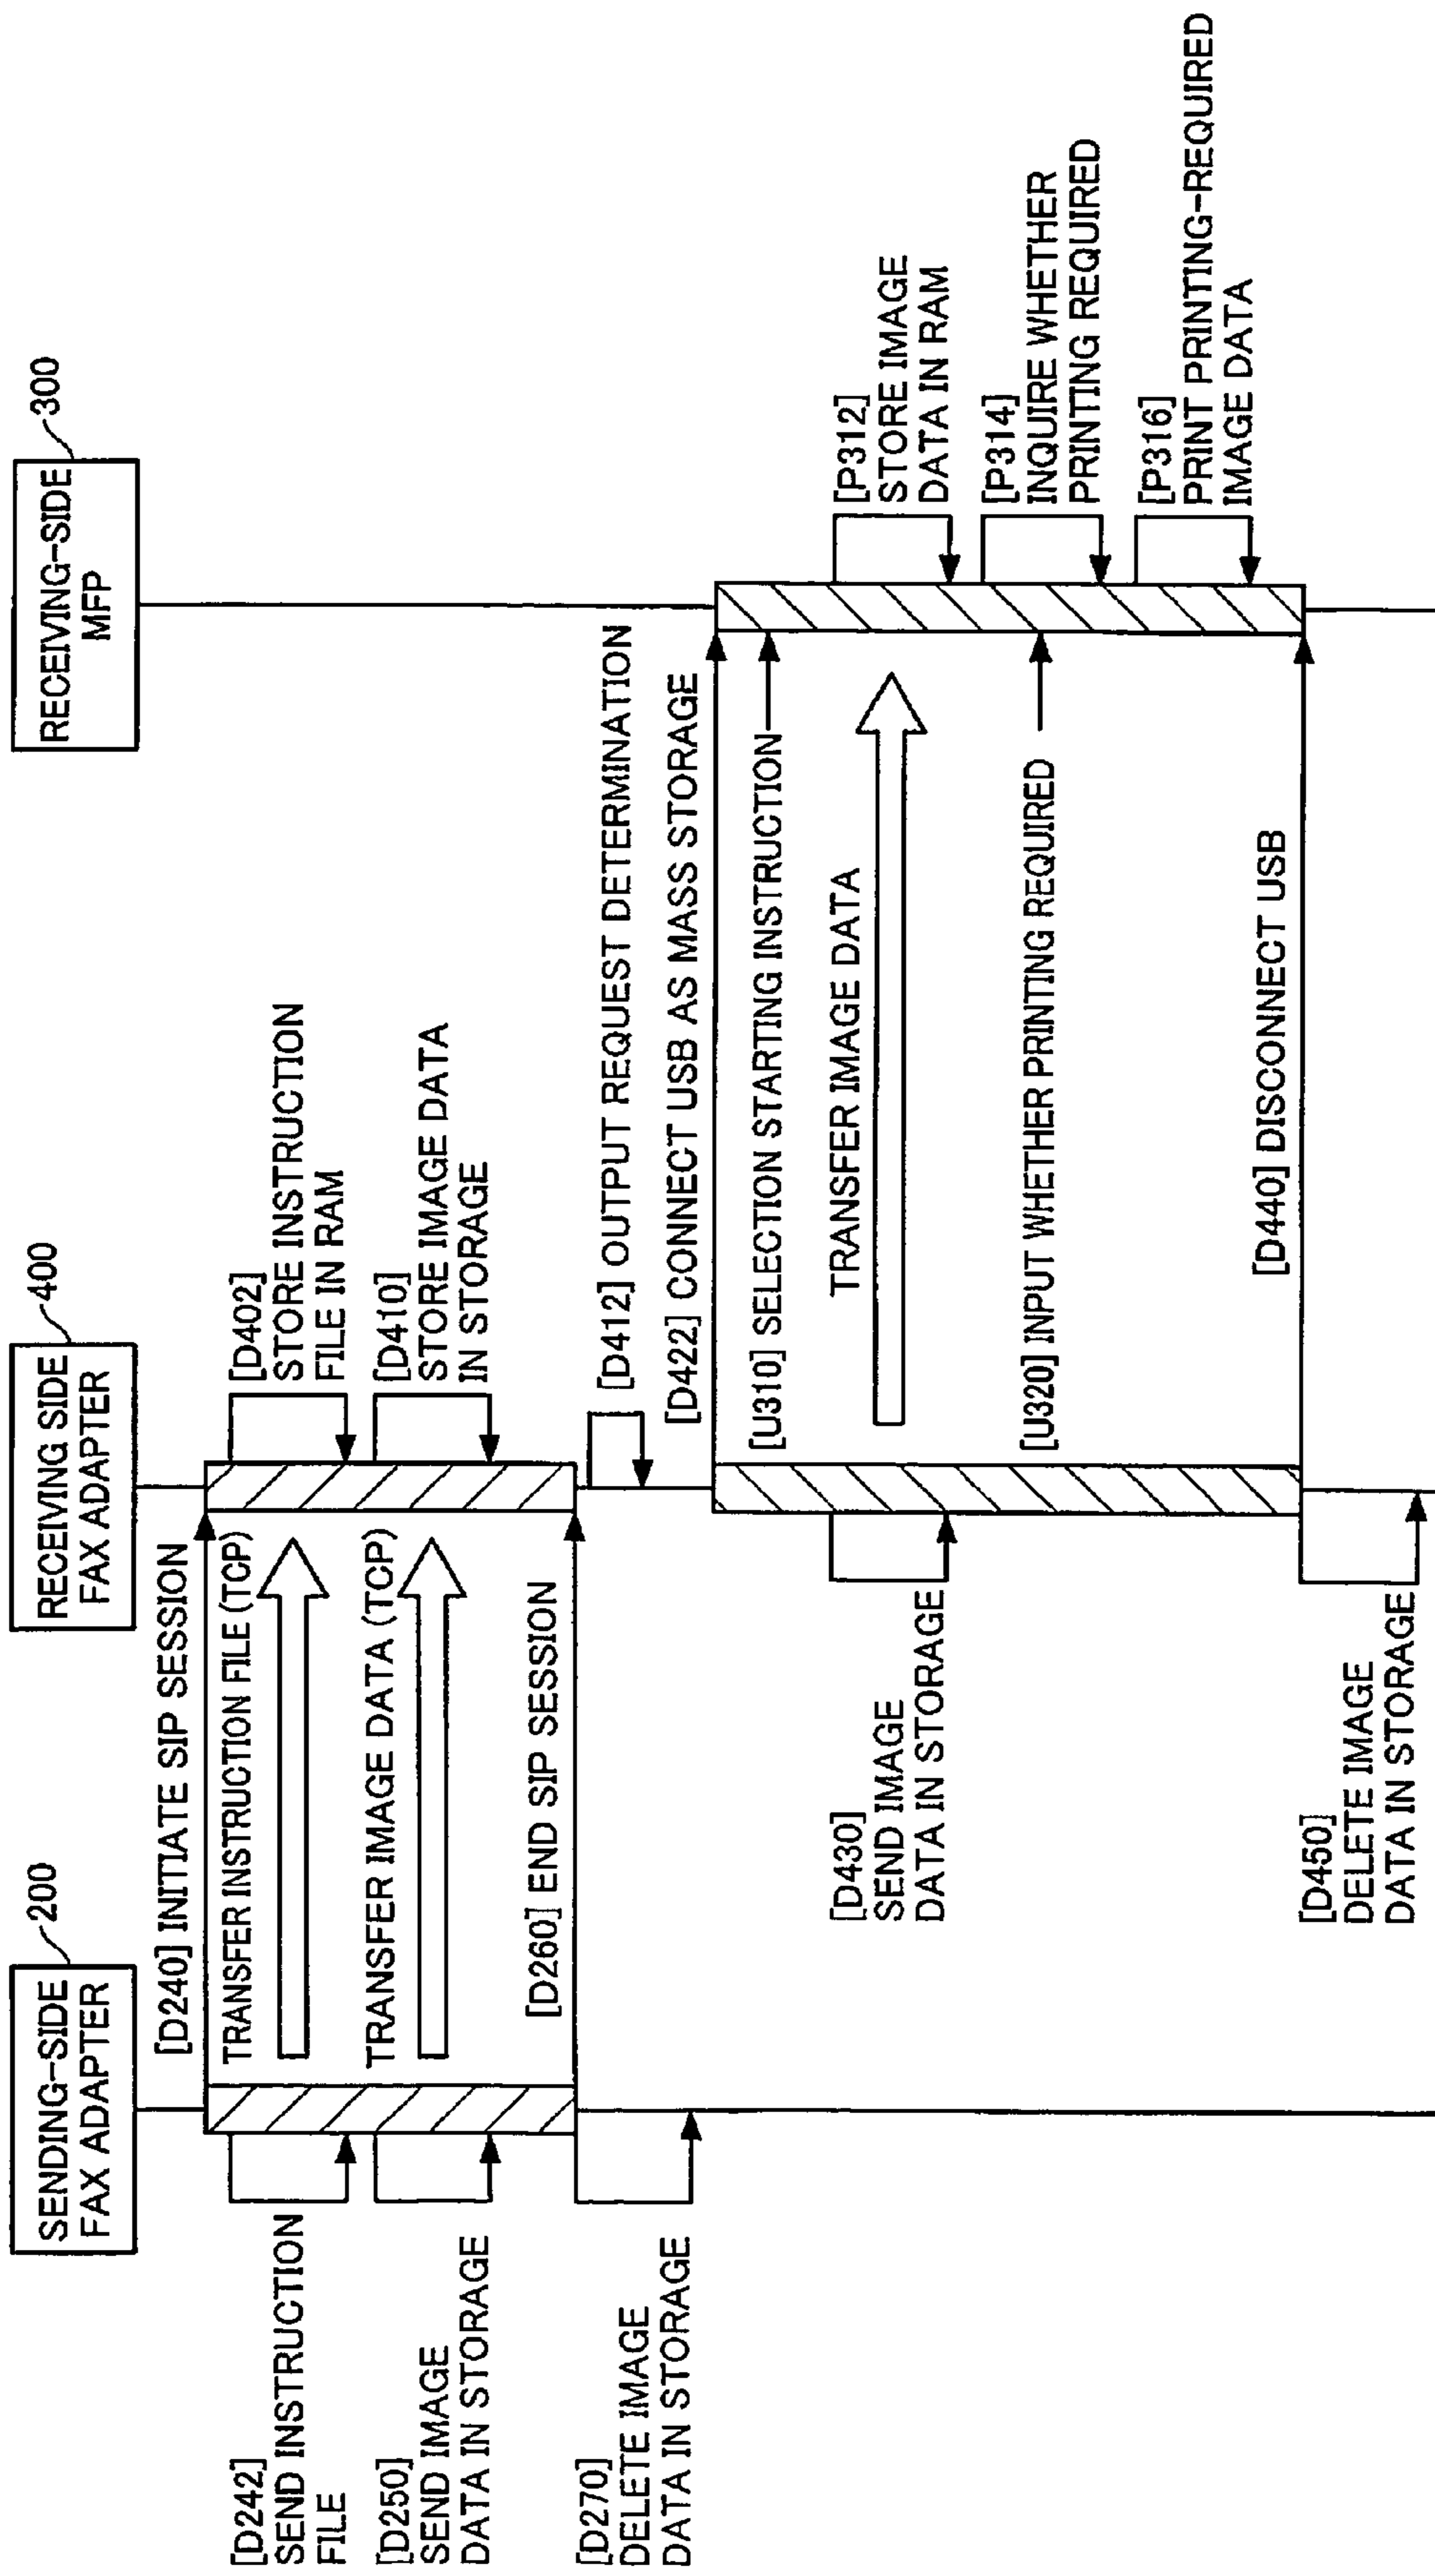 SENDING-SIDE
FAX ADAPTER
200
RECEIVING SIDE
FAX ADAPTER
400
RECEIVING-SIDE
MFP
300
[D240] INITIATE SIP SESSION
[D242]
SEND INSTRUCTION
FILE
TRANSFER INSTRUCTION FILE (TCP)
[D402]
STORE INSTRUCTION
FILE IN RAM
[D250]
SEND IMAGE
DATA IN STORAGE
TRANSFER IMAGE DATA (TCP)
[D410]
STORE IMAGE DATA
IN STORAGE
[D260] END SIP SESSION
[D270]
DELETE IMAGE
DATA IN STORAGE
[D412] OUTPUT REQUEST DETERMINATION
[D422] CONNECT USB AS MASS STORAGE
[U310] SELECTION STARTING INSTRUCTION
[D430]
SEND IMAGE
DATA IN STORAGE
TRANSFER IMAGE DATA
[P312]
STORE IMAGE
DATA IN RAM
[P314]
INQUIRE WHETHER
PRINTING REQUIRED
[U320] INPUT WHETHER PRINTING REQUIRED
[P316]
PRINT PRINTING-REQUIRED
IMAGE DATA
[D440] DISCONNECT USB
[D450]
DELETE IMAGE
DATA IN STORAGE